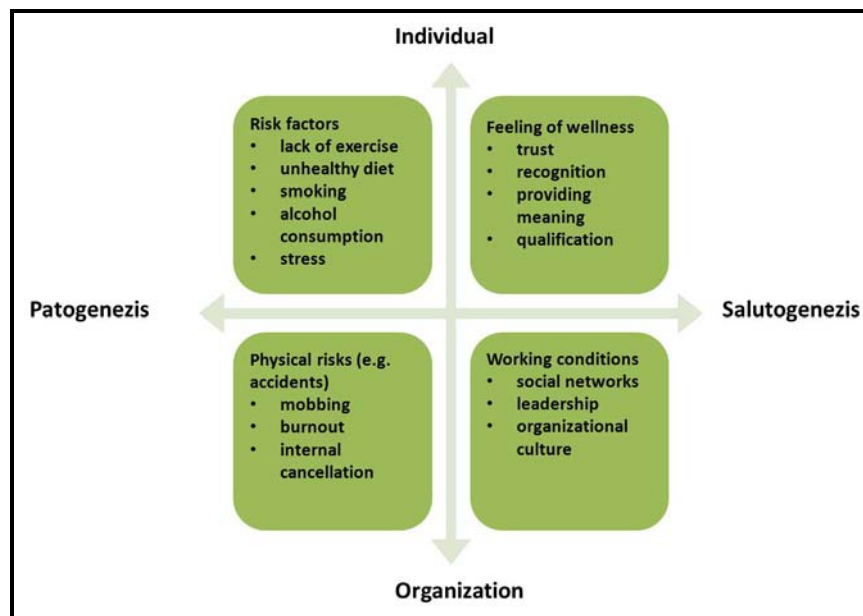 Individual
Risk factors
• lack of exercise
• unhealthy diet
• smoking
• alcohol
consumption
• stress
Feeling of wellness
• trust
• recognition
• providing
meaning
• qualification
Patogenezis
Salutogenezis
Physical risks (e.g.
accidents)
• mobbing
• burnout
• internal
cancellation
Working conditions
• social networks
• leadership
• organizational
culture
Organization